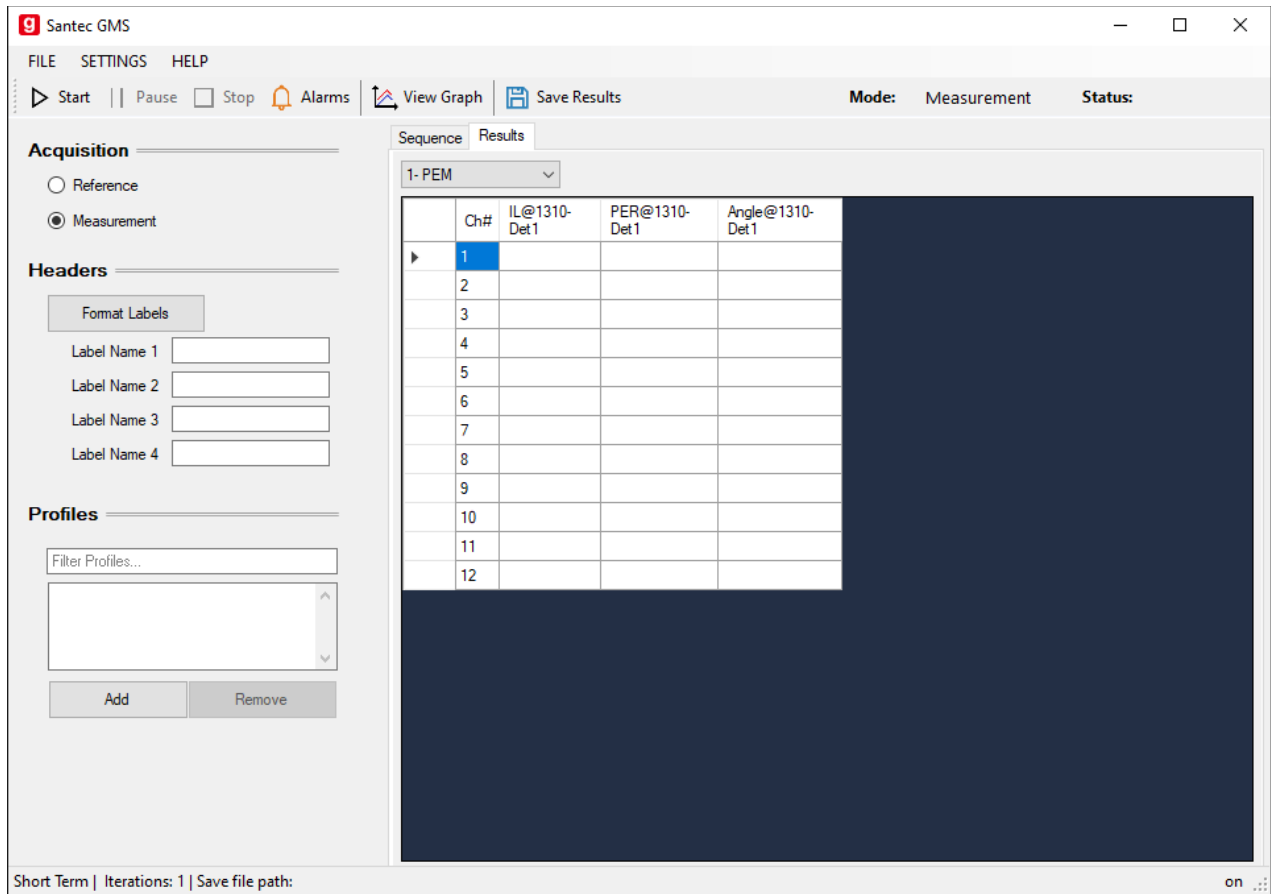 g Santec GMS
FILE SETTINGS HELP
Start Pause Stop Alarms View Graph Save Results Mode: Measurement Status:
Acquisition
Reference
Measurement
Headers
Format Labels
Label Name 1
Label Name 2
Label Name 3
Label Name 4
Profiles
Filter Profiles...
Add Remove
Sequence Results
1- PEM
Ch# IL@1310-Det1 PER@1310-Det1 Angle@1310-Det1
1
2
3
4
5
6
7
8
9
10
11
12
Short Term | Iterations: 1 | Save file path: on